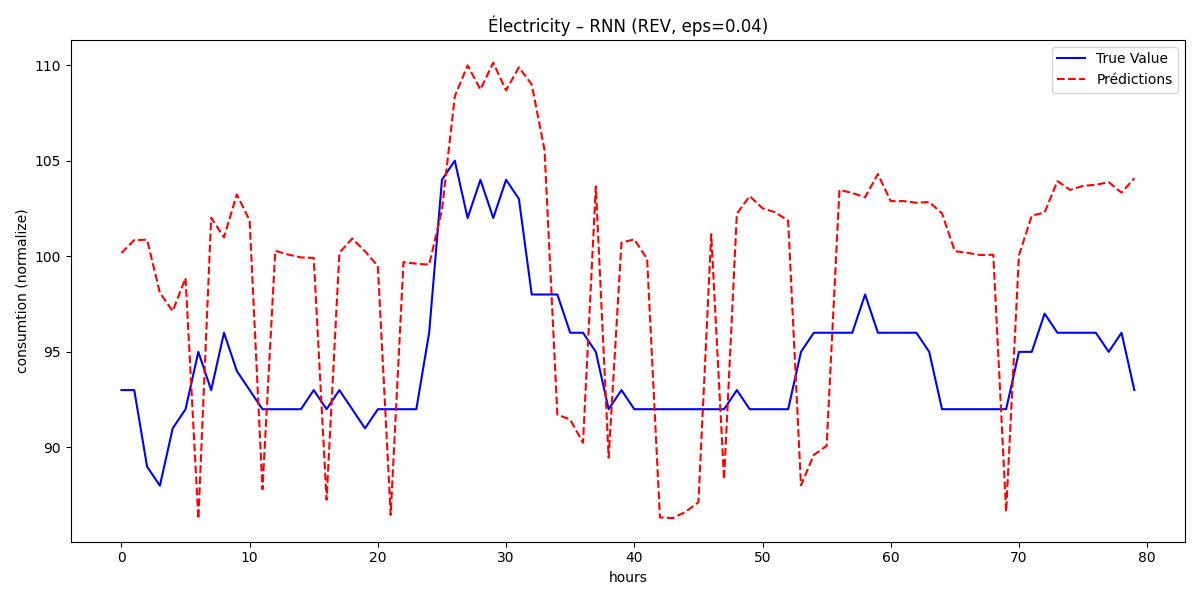 Électricity – RNN (REV, eps=0.04)
True Value
Prédictions
consumtion (normalize)
110
105
100
95
90
0 10 20 30 40 50 60 70 80
hours